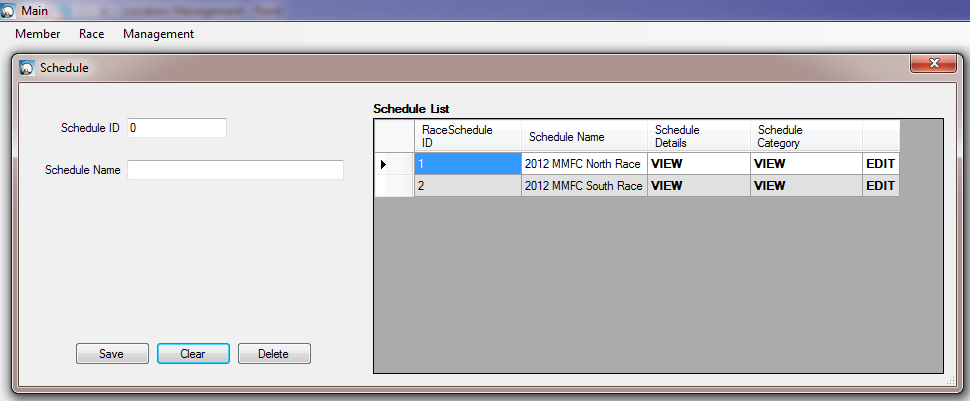 Main
Member Race Management
Schedule
Schedule List
Schedule ID 0
Schedule Name
RaceSchedule ID Schedule Name Schedule Details Schedule Category
1 2012 MMFC North Race VIEW VIEW EDIT
2 2012 MMFC South Race VIEW VIEW EDIT
Save Clear Delete